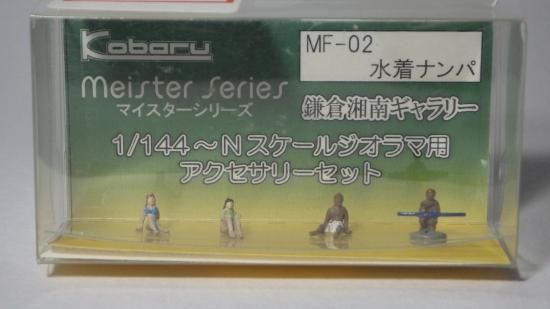 Kobaru
MF-02
水着ナンパ
Meister Series
マイスターシリーズ
鎌倉湘南ギャラリー
1/144～Nスケールジオラマ用
アクセサリーセット